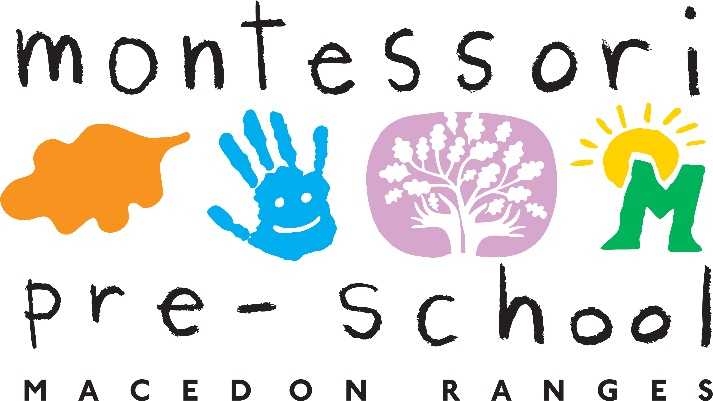 montessori
M
pre-school
MACEDON RANGES